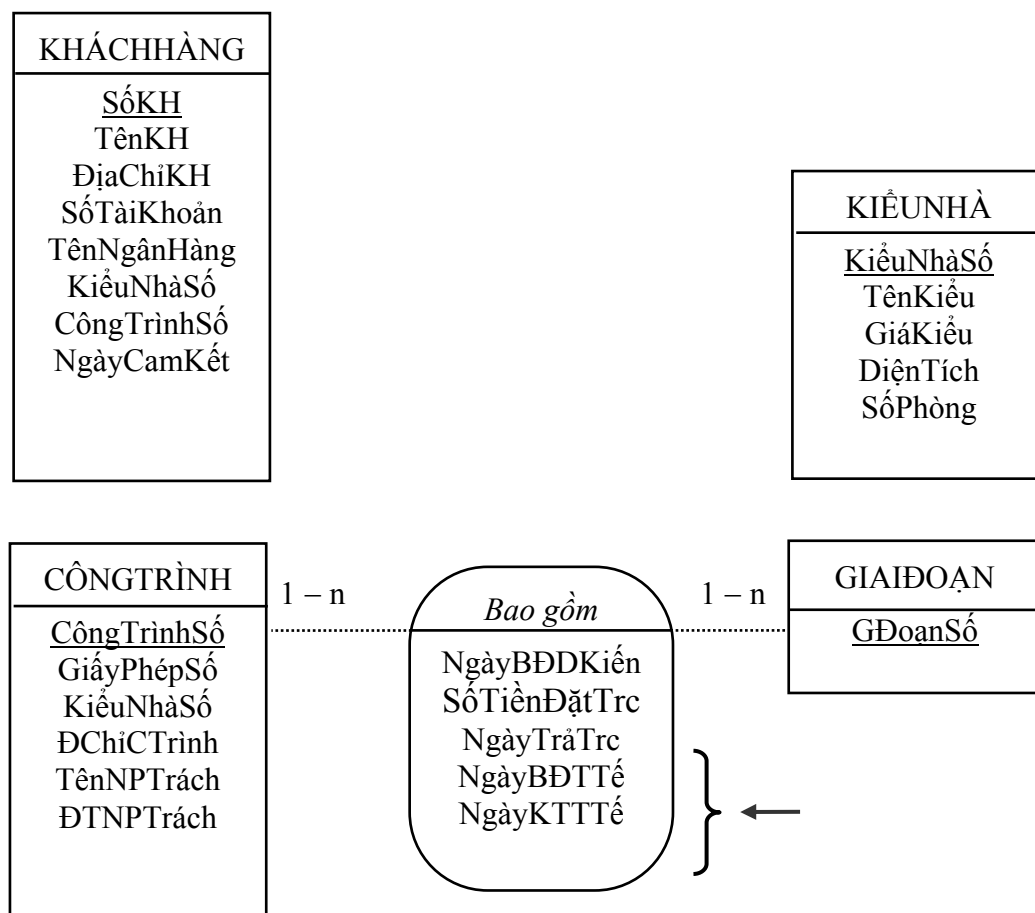 KHÁCHHÀNG
SốKH
TênKH
ĐịaChỉKH
SốTàiKhoản
TênNgânHàng
KiểuNhàSố
CôngTrìnhSố
NgàyCamKết
KIỂUNHÀ
KiểuNhàSố
TênKiểu
GiáKiểu
DiệnTích
SốPhòng
CÔNGTRÌNH
CôngTrìnhSố
GiấyPhépSố
KiểuNhàSố
ĐChỉCTrình
TênNPTrách
ĐTNPTrách
1 – n
Bao gồm
NgàyBĐDKiến
SốTiềnĐặtTrc
NgàyTrảTrc
NgàyBĐTTế
NgàyKTTTế
1 – n
GIAIĐOẠN
GĐoạnSố